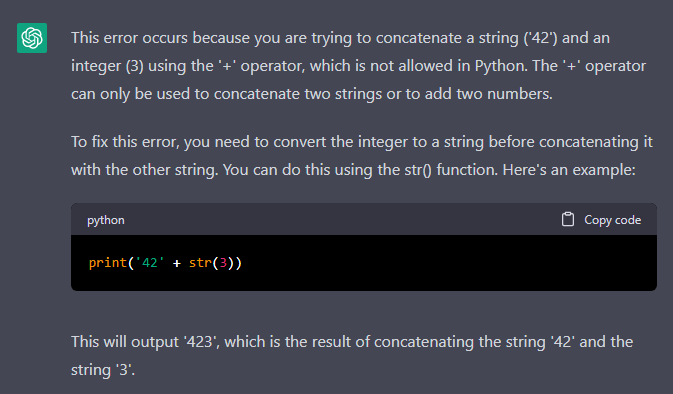 This error occurs because you are trying to concatenate a string ('42') and an
integer (3) using the '+' operator, which is not allowed in Python. The '+' operator
can only be used to concatenate two strings or to add two numbers.
To fix this error, you need to convert the integer to a string before concatenating it
with the other string. You can do this using the str() function. Here's an example:
python
Copy code
print('42' + str(3))
This will output '423', which is the result of concatenating the string '42' and the
string '3'.